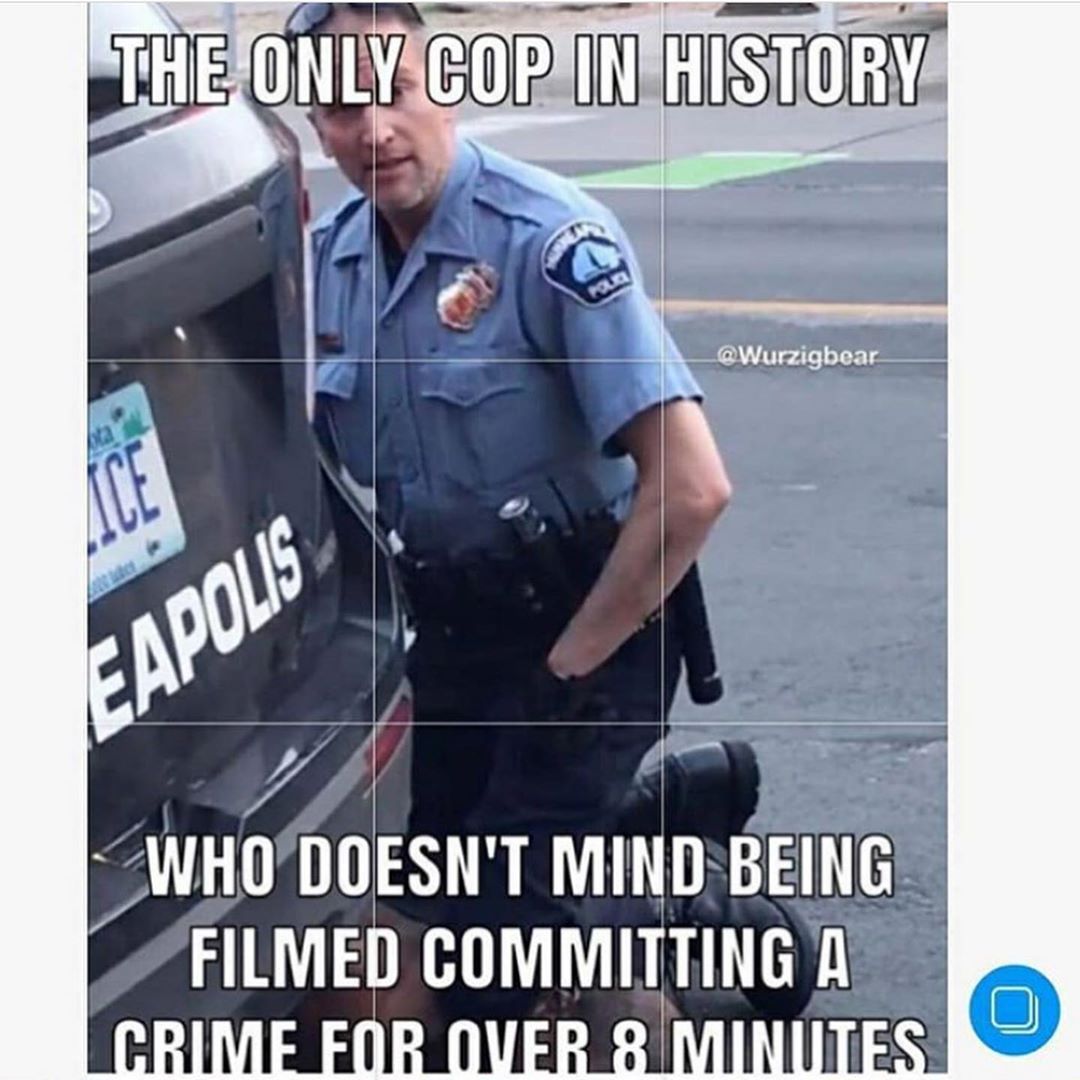 THE ONLY COP IN HISTORY
MINNEAPOLIS
POLICE
@Wurzigbear
ICE
EAPOLIS
WHO DOESN'T MIND BEING
FILMED COMMITTING A
CRIME FOR OVER 8 MINUTES